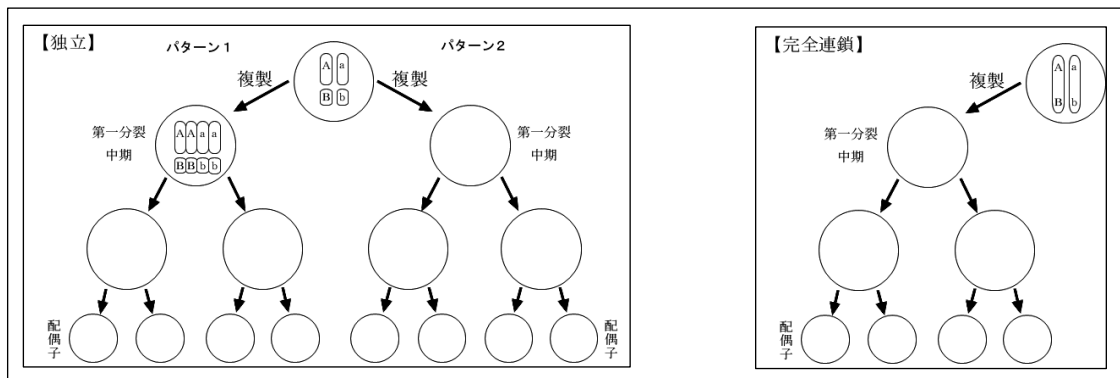 【独立】
パターン1
パターン2
A a
B b
複製
複製
第一分裂
中期
A A a a
B B b b
第一分裂
中期
配偶子
配偶子
【完全連鎖】
A a
B b
複製
第一分裂
中期
配偶子